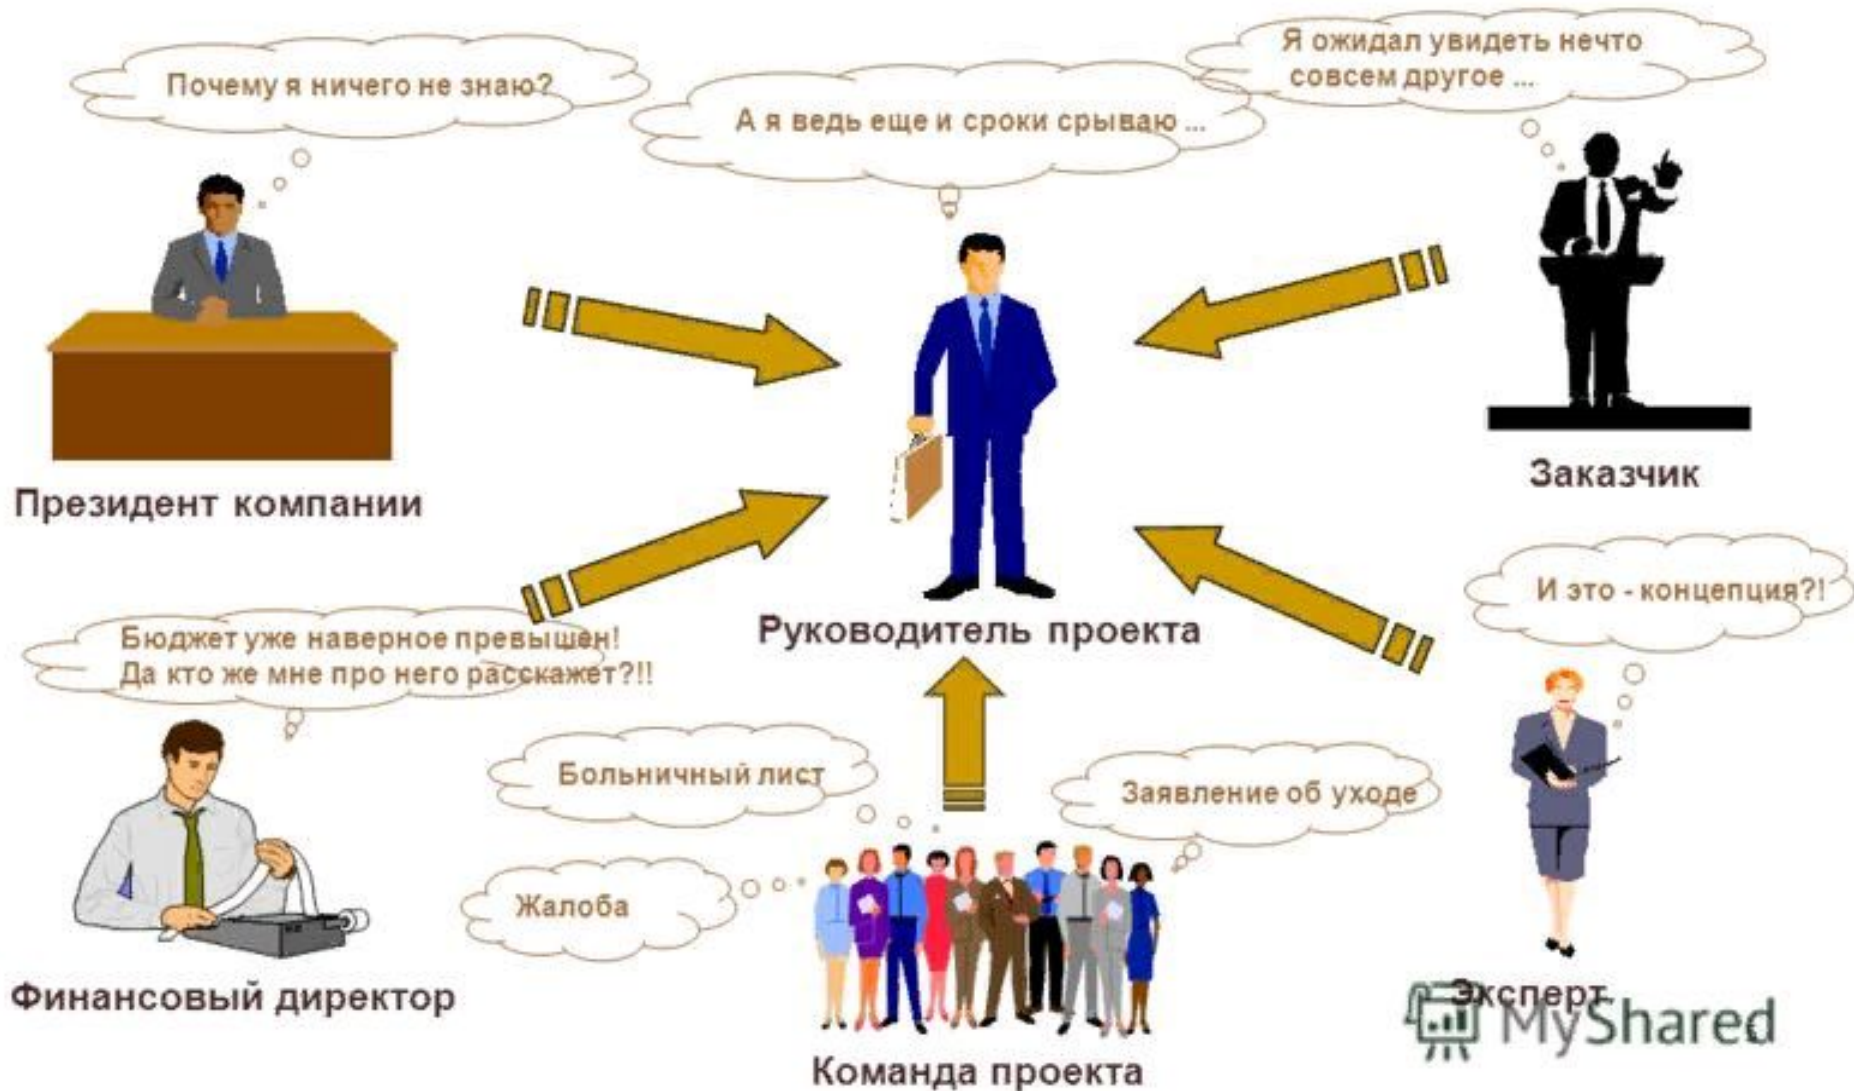 Почему я ничего не знаю?
А я ведь еще и сроки срываю ...
Я ожидал увидеть нечто
совсем другое ...
Президент компании
Заказчик
Руководитель проекта
И это - концепция?!
Бюджет уже наверное превышен!
Да кто же мне про него расскажет?!!
Больничный лист
Заявление об уходе
Жалоба
Финансовый директор
Эксперт
MyShared
Команда проекта